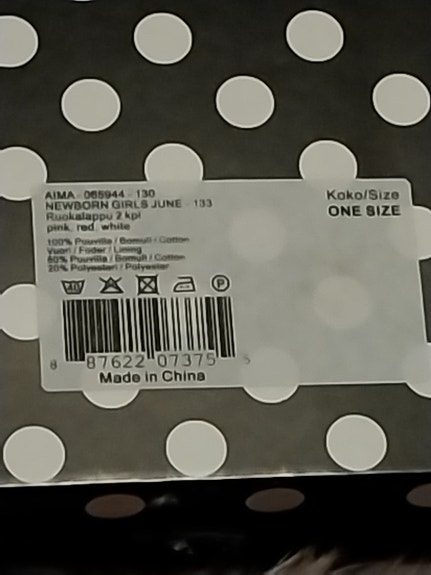 AIMA - 065944 - 130
NEWBORN GIRLS JUNE - 133
Ruokalappu 2 kpl
pink, red, white
100% Puuvilla / Bomull / Cotton
Vuori / Foder / Lining
80% Puuvilla / Bomull / Cotton
20% Polyesteri / Polyester
Koko/Size
ONE SIZE
40 P
8 87622 07375 5
Made in China